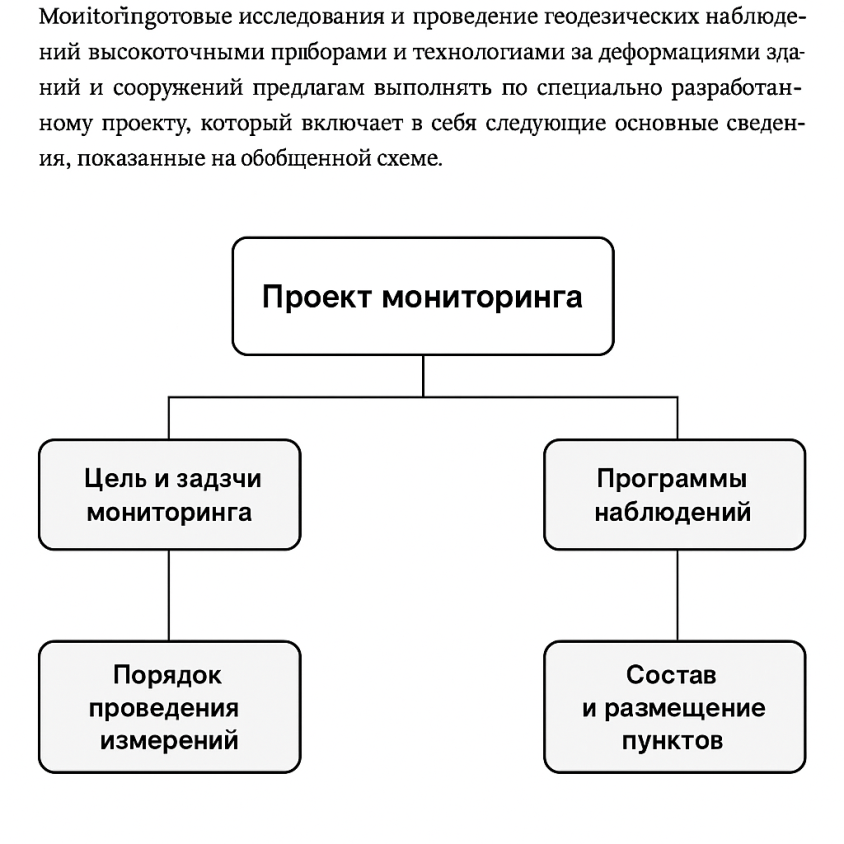 Мониtoringотовые исследования и проведение геодезических наблюде-
ний высокоточными приборами и технологиами за деформациями зда-
ний и сооружений предлагам выполнять по специально разработан-
ному проекту, который включает в себя следующие основные сведен-
ия, показанные на обобщенной схеме.
Проект мониторинга
Цель и задзчи
мониторинга
Программы
наблюдений
Порядок
проведения
измерений
Состав
и размещение
пунктов